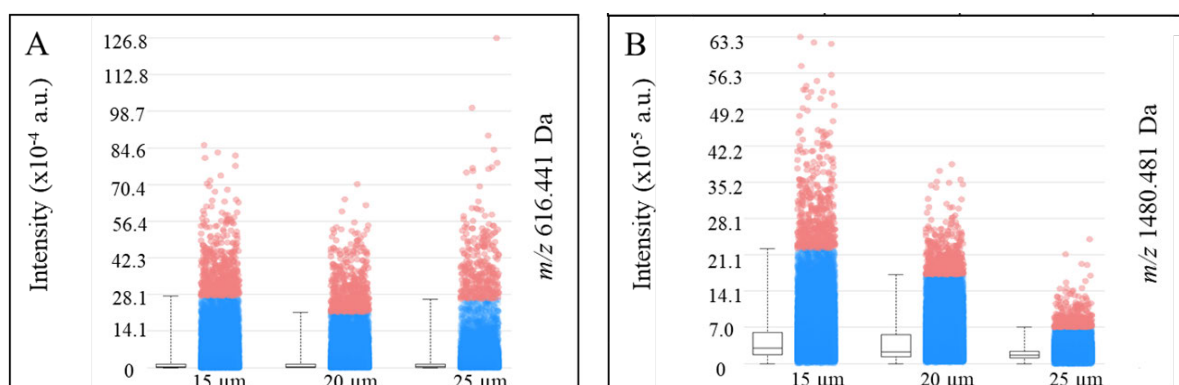 A
Intensity (x10⁻⁴ a.u.)
126.8
112.8
98.7
84.6
70.4
56.4
42.3
28.1
14.1
0
15 µm
20 µm
25 µm
m/z 616.441 Da
B
Intensity (x10⁻⁵ a.u.)
63.3
56.3
49.2
42.2
35.2
28.1
21.1
14.1
7.0
0
15 µm
20 µm
25 µm
m/z 1480.481 Da